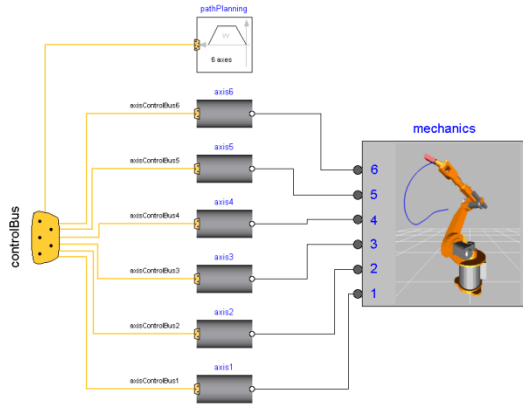 pathPlanning
6 axes
axis6
axisControlBus6
mechanics
axis5
axisControlBus5
6
5
axis4
axisControlBus4
4
controlBus
3
axis3
axisControlBus3
2
1
axis2
axisControlBus2
axis1
axisControlBus1